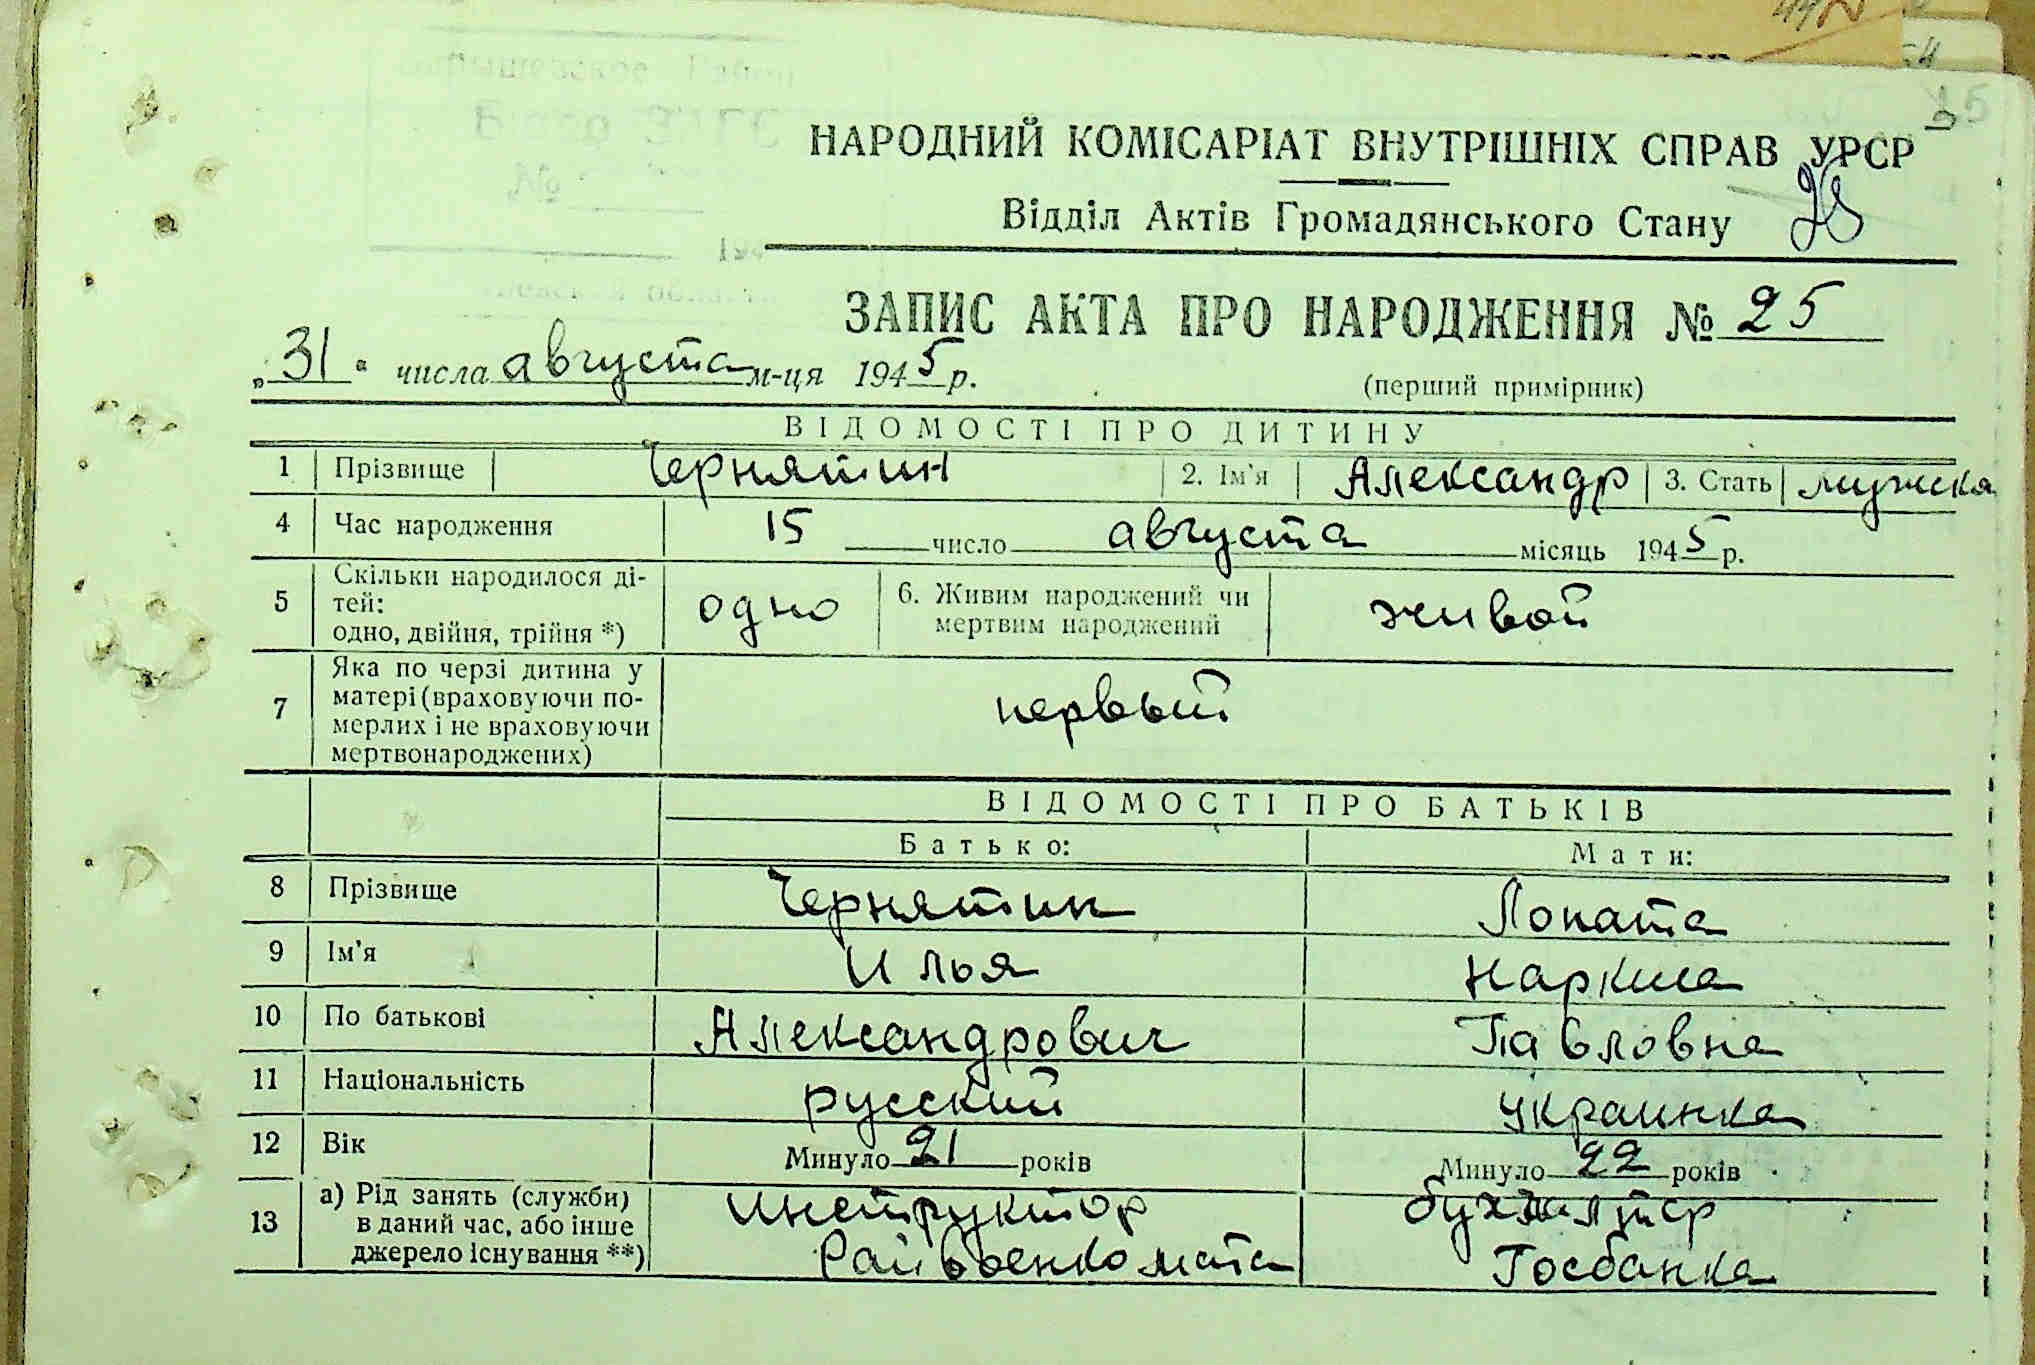 НАРОДНИЙ КОМІСАРІАТ ВНУТРІШНІХ СПРАВ УРСР
Відділ Актів Громадянського Стану
ЗАПИС АКТА ПРО НАРОДЖЕННЯ № 25
„31“ числа августа м-ця 1945 р.
(перший примірник)
ВІДОМОСТІ ПРО ДИТИНУ
1 Прізвище Чернятин 2. Ім'я Александр 3. Стать мужска
4 Час народження 15 число августа місяць 1945 р.
5 Скільки народилося ді-
тей:
одно, двійня, трійня *) одно
6. Живим народжений чи
мертвим народжений живой
7 Яка по черзі дитина у
матері (враховуючи по-
мерлих і не враховуючи
мертвонароджених) первый
ВІДОМОСТІ ПРО БАТЬКІВ
Батько: Мати:
8 Прізвище Чернятин Лопата
9 Ім'я Илья
10 По батькові Александрович Павловна
11 Національність русский украинка
12 Вік Минуло 21 років Минуло 22 років
13 а) Рід занять (служби)
в даний час, або інше
джерело існування **)
инструктор
Райвоенкомата
бухгалтер
Госбанка